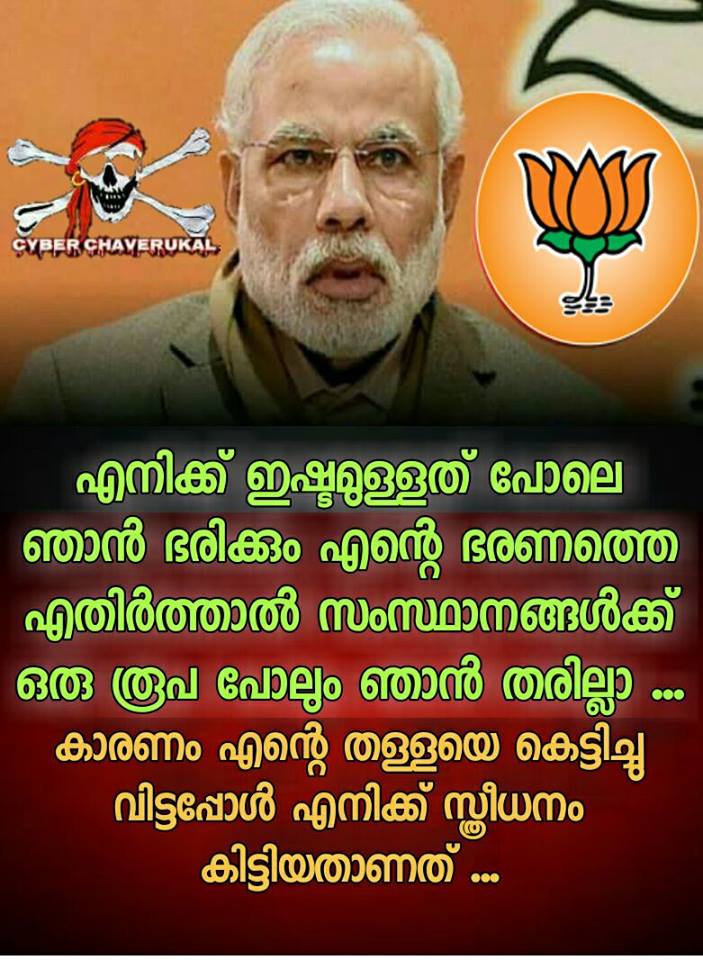 CYBER CHAVERUKAL
എനിക്ക് ഇഷ്ടമുള്ളത് പോലെ
ഞാൻ ഭരിക്കും എന്റെ ഭരണത്തെ
എതിർത്താൽ സംസ്ഥാനങ്ങൾക്ക്
ഒരു രൂപ പോലും ഞാൻ തരില്ലാ ...
കാരണം എന്റെ തള്ളയെ കെട്ടിച്ചു
വിട്ടപ്പോൾ എനിക്ക് സ്ത്രീധനം
കിട്ടിയതാണത് ...